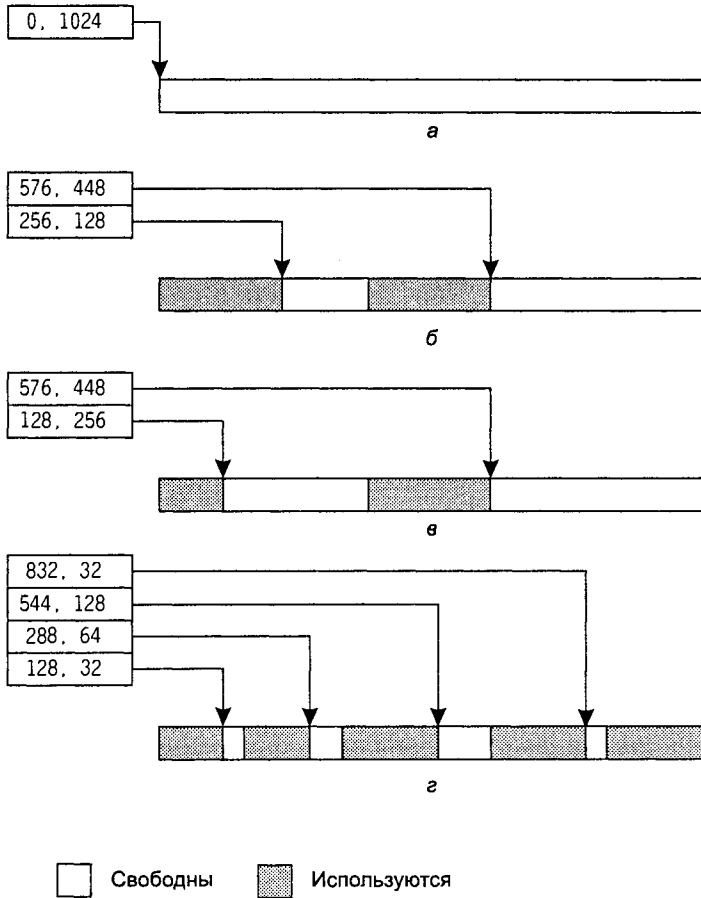 0, 1024
а
576, 448
256, 128
б
576, 448
128, 256
в
832, 32
544, 128
288, 64
128, 32
г
Свободны
Используются